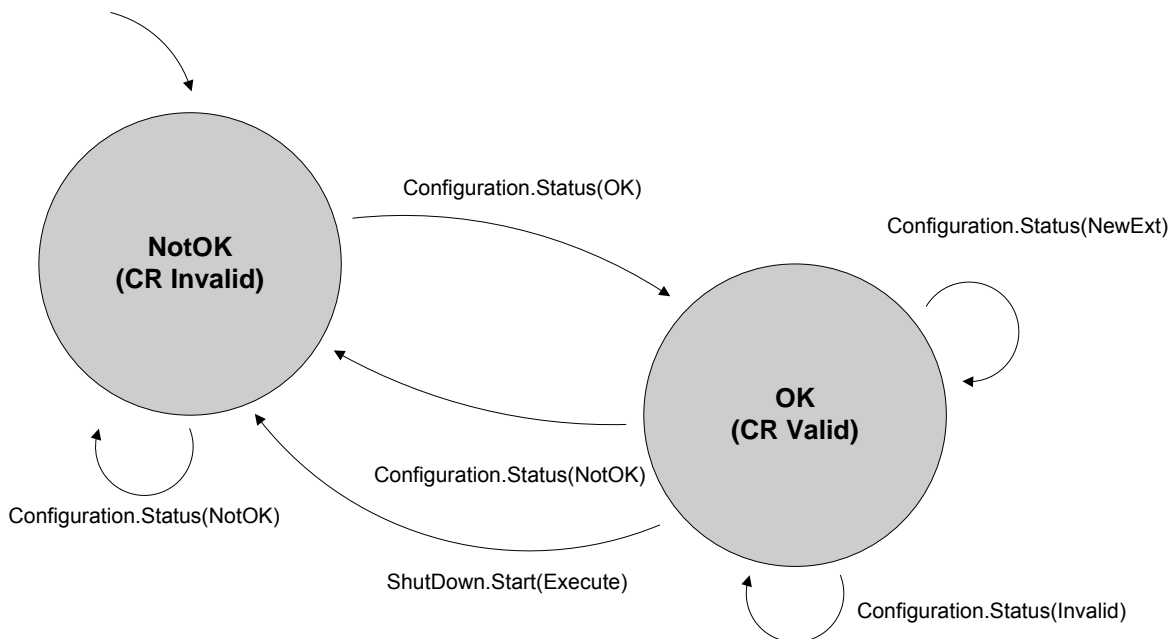 Configuration.Status(OK)
Configuration.Status(NewExt)
NotOK
(CR Invalid)
OK
(CR Valid)
Configuration.Status(NotOK)
Configuration.Status(NotOK)
ShutDown.Start(Execute)
Configuration.Status(Invalid)